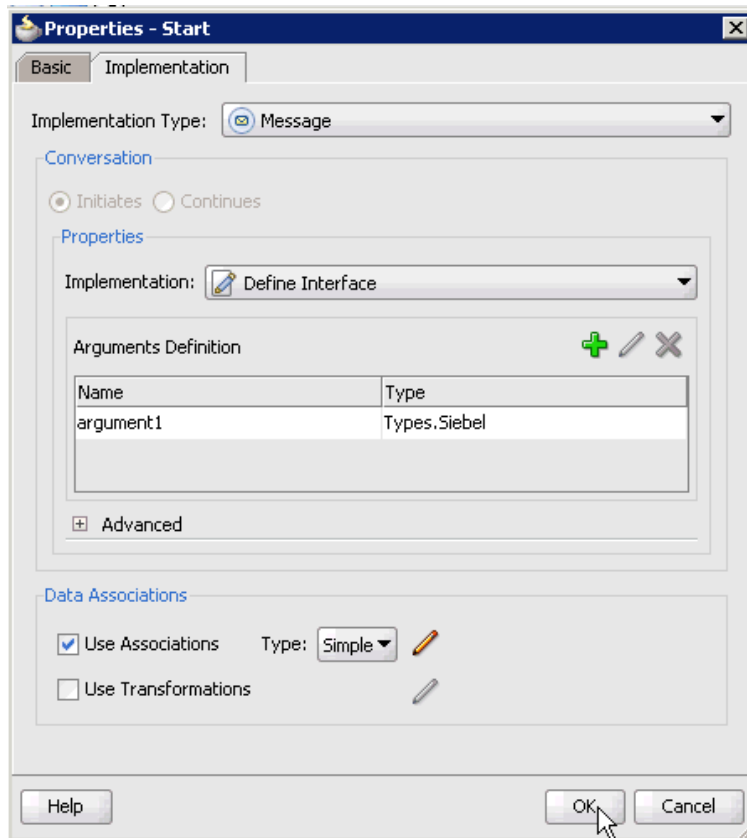 Properties - Start
Basic Implementation
Implementation Type: Message
Conversation
Initiates Continues
Properties
Implementation: Define Interface
Arguments Definition
Name Type
argument1 Types.Siebel
Advanced
Data Associations
Use Associations Type: Simple
Use Transformations
Help OK Cancel